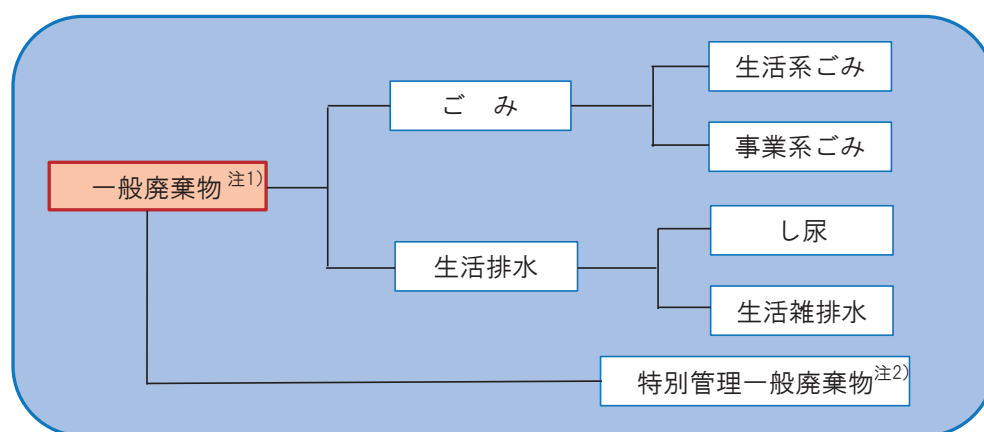 一般廃棄物注1)
ご　み
生活系ごみ
事業系ごみ
生活排水
し尿
生活雑排水
特別管理一般廃棄物注2)